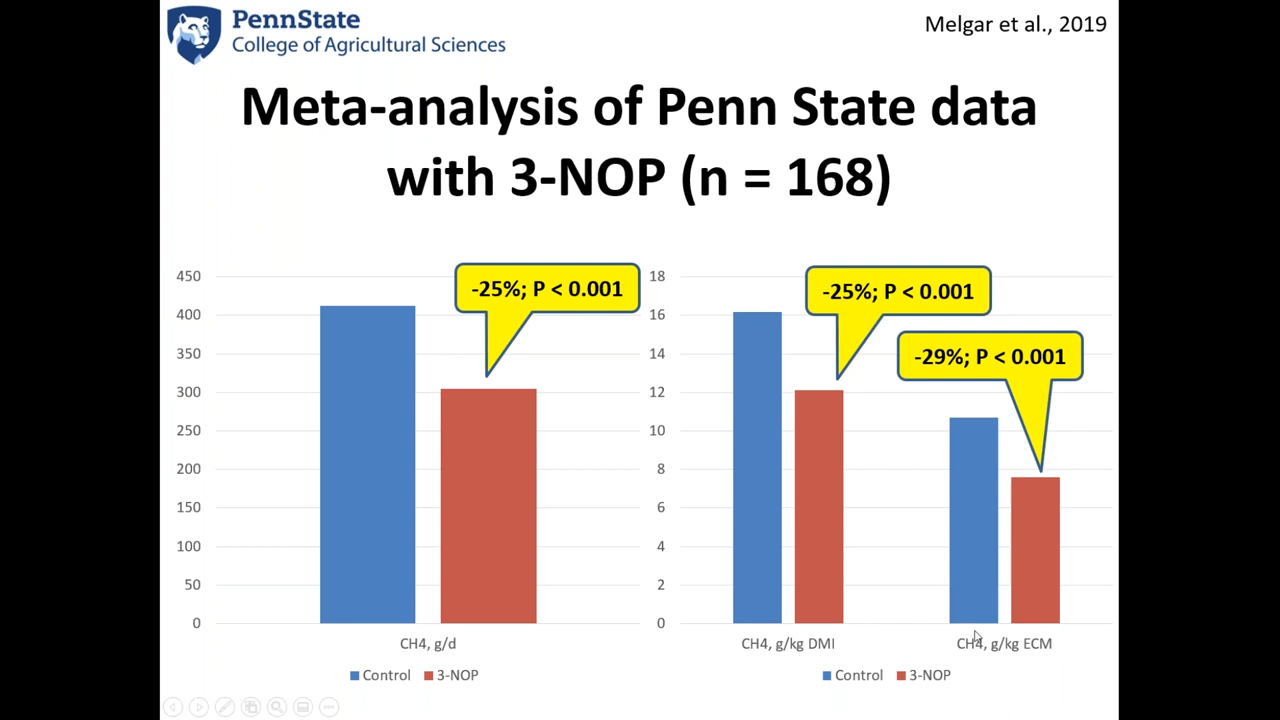 PennState
College of Agricultural Sciences
Melgar et al., 2019
Meta-analysis of Penn State data
with 3-NOP (n = 168)
450
400
350
300
250
200
150
100
50
0
-25%; P < 0.001
CH4, g/d
Control
3-NOP
18
16
14
12
10
8
6
4
2
0
-25%; P < 0.001
-29%; P < 0.001
CH4, g/kg DMI
CH4, g/kg ECM
Control
3-NOP